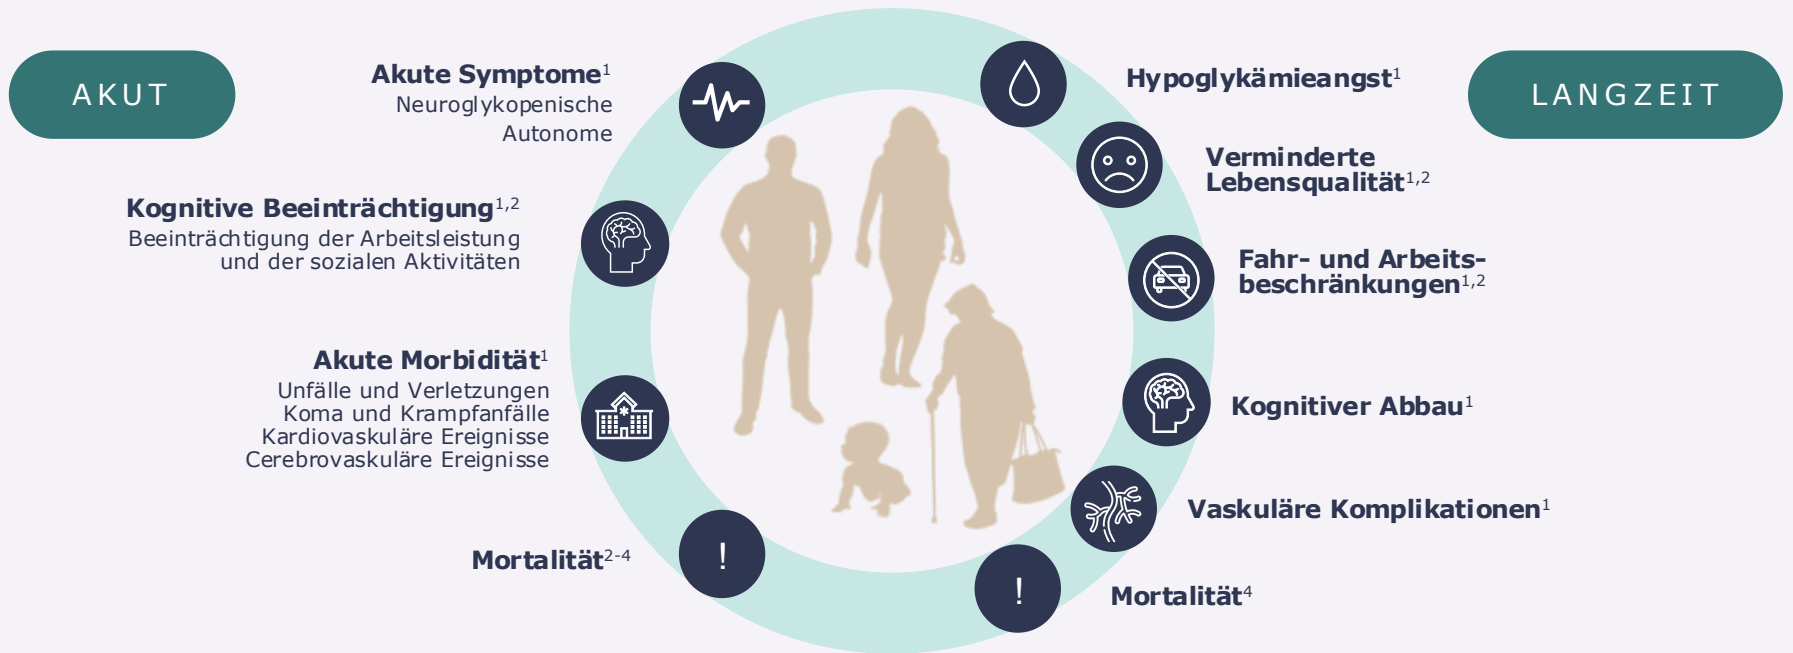 AKUT
Akute Symptome¹
Neuroglykopenische
Autonome
Kognitive Beeinträchtigung¹,²
Beeinträchtigung der Arbeitsleistung
und der sozialen Aktivitäten
Akute Morbidität¹
Unfälle und Verletzungen
Koma und Krampfanfälle
Kardiovaskuläre Ereignisse
Cerebrovaskuläre Ereignisse
Mortalität²-⁴
!
LANGZEIT
Hypoglykämieangst¹
Verminderte
Lebensqualität¹,²
Fahr- und Arbeits-
beschränkungen¹,²
Kognitiver Abbau¹
Vaskuläre Komplikationen¹
!
Mortalität⁴